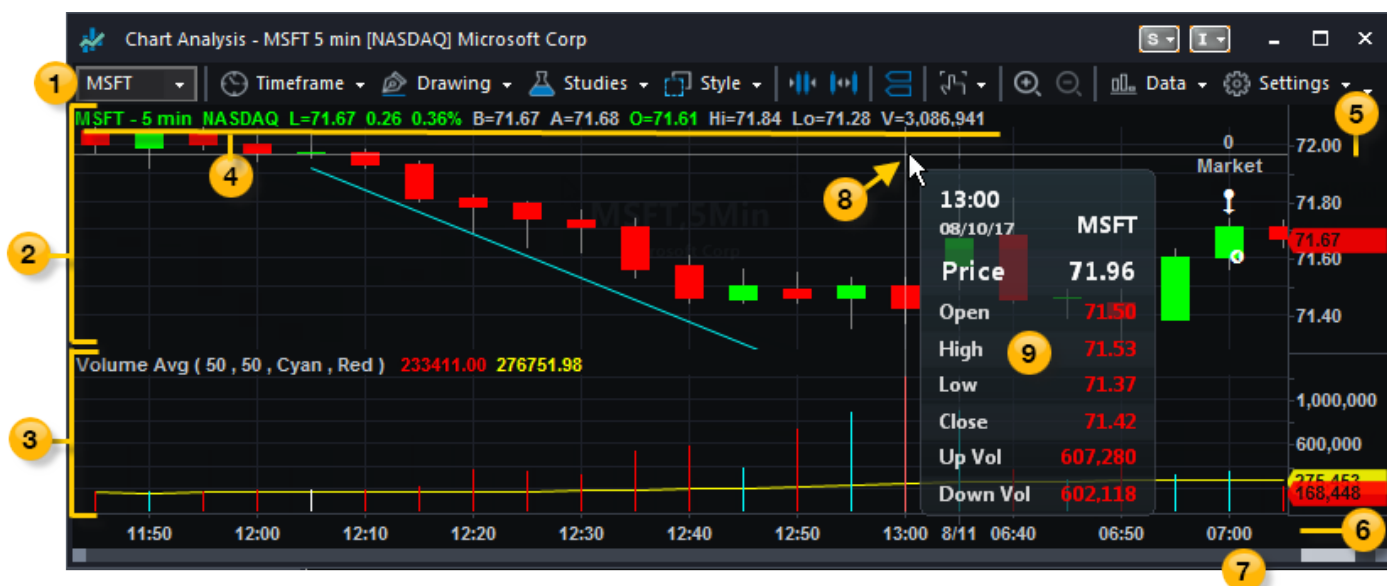 Chart Analysis - MSFT 5 min [NASDAQ] Microsoft Corp
S I
1 MSFT Timeframe Drawing Studies Style Data Settings
MSFT - 5 min NASDAQ L=71.67 0.26 0.36% B=71.67 A=71.68 O=71.61 Hi=71.84 Lo=71.28 V=3,086,941
5
0
72.00
Market
4
8
13:00
08/10/17 MSFT
71.80
MSFT,5Min
2
71.67
71.60
Price 71.96
Open 71.50
71.40
High 9 71.53
Volume Avg ( 50 , 50 , Cyan , Red ) 233411.00 276751.98
Low 71.37
1,000,000
Close 71.42
3
600,000
Up Vol 607,280
275,452
Down Vol 602,118
168,448
11:50 12:00 12:10 12:20 12:30 12:40 12:50 13:00 8/11 06:40 06:50 07:00
6
7